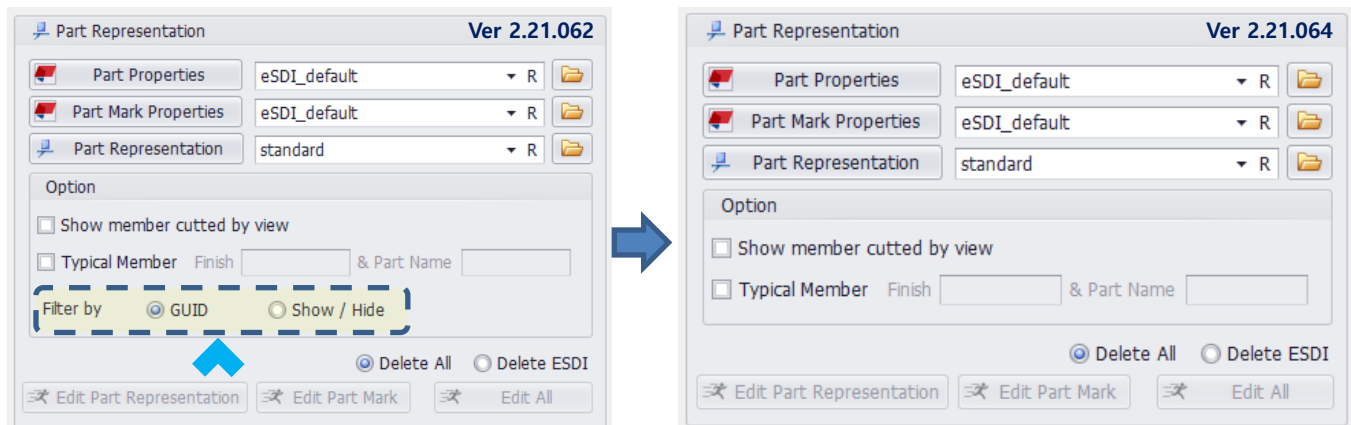 Part Representation Ver 2.21.062
Part Properties eSDI_default R
Part Mark Properties eSDI_default R
Part Representation standard R
Option
Show member cutted by view
Typical Member Finish & Part Name
Filter by GUID Show / Hide
Delete All Delete ESDI
Edit Part Representation Edit Part Mark Edit All
Part Representation Ver 2.21.064
Part Properties eSDI_default R
Part Mark Properties eSDI_default R
Part Representation standard R
Option
Show member cutted by view
Typical Member Finish & Part Name
Delete All Delete ESDI
Edit Part Representation Edit Part Mark Edit All